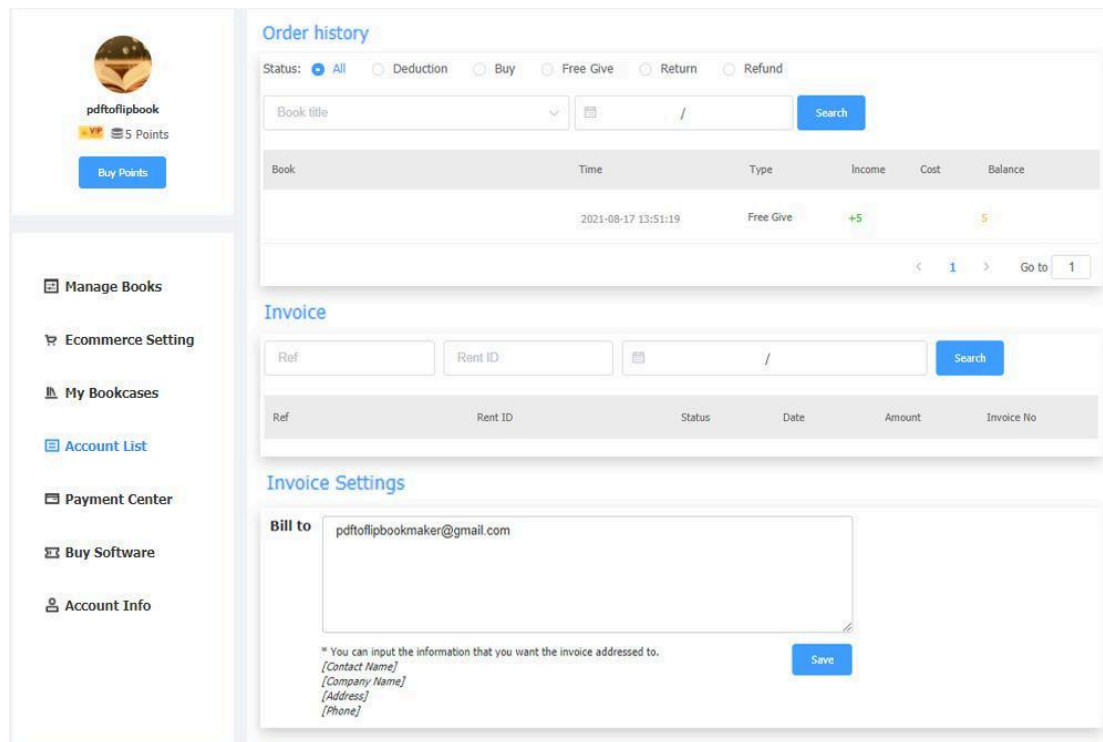 pdftoflipbook
VIP 5 Points
Buy Points
Manage Books
Ecommerce Setting
My Bookcases
Account List
Payment Center
Buy Software
Account Info
Order history
Status: All Deduction Buy Free Give Return Refund
Book title / Search
Book Time Type Income Cost Balance
2021-08-17 13:51:19 Free Give +5 5
< 1 > Go to 1
Invoice
Ref Rent ID / Search
Ref Rent ID Status Date Amount Invoice No
Invoice Settings
Bill to pdftoflipbookmaker@gmail.com
* You can input the information that you want the invoice addressed to.
[Contact Name]
[Company Name]
[Address]
[Phone]
Save